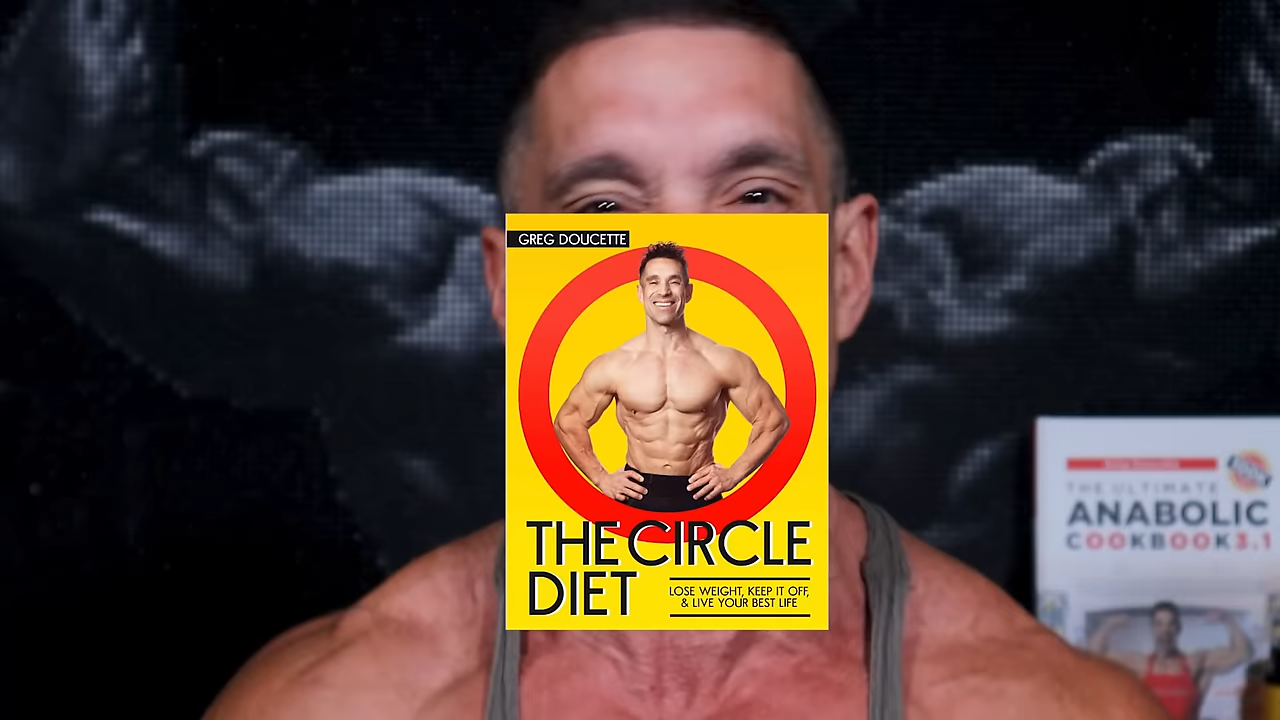 GREG DOUCETTE
THE CIRCLE
DIET
LOSE WEIGHT, KEEP IT OFF,
& LIVE YOUR BEST LIFE
THE ULTIMATE
ANABOLIC
COOKBOOK 3.1